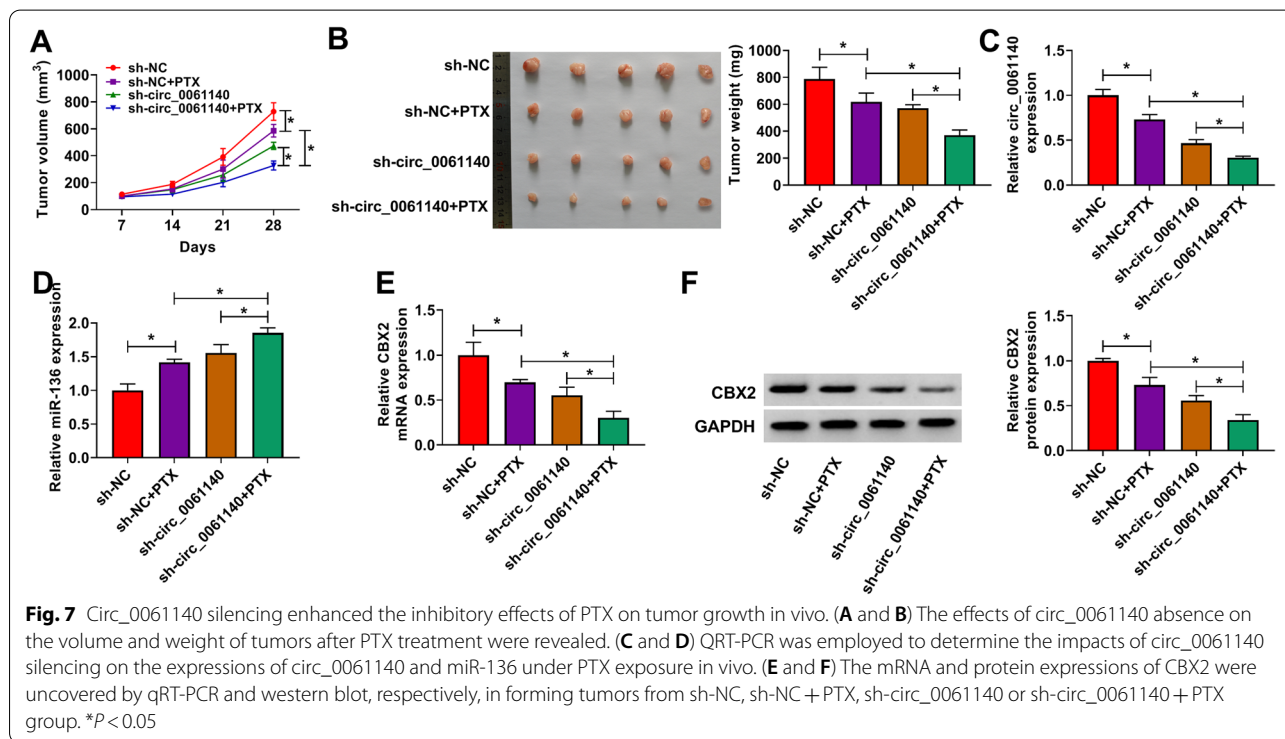 A
Tumor volume (mm³)
1000
800
600
400
200
0
7
14
21
28
Days
sh-NC
sh-NC+PTX
sh-circ_0061140
sh-circ_0061140+PTX
*
*
*
B
sh-NC
sh-NC+PTX
sh-circ_0061140
sh-circ_0061140+PTX
Tumor weight (mg)
1000
800
600
400
200
0
*
*
*
sh-NC
sh-NC+PTX
sh-circ_0061140
sh-circ_0061140+PTX
C
Relative circ_0061140
expression
1.5
1.0
0.5
0.0
*
*
*
sh-NC
sh-NC+PTX
sh-circ_0061140
sh-circ_0061140+PTX
D
Relative miR-136 expression
2.0
1.5
1.0
0.5
0.0
*
*
*
sh-NC
sh-NC+PTX
sh-circ_0061140
sh-circ_0061140+PTX
E
Relative CBX2
mRNA expression
1.5
1.0
0.5
0.0
*
*
*
sh-NC
sh-NC+PTX
sh-circ_0061140
sh-circ_0061140+PTX
F
CBX2
GAPDH
sh-NC
sh-NC+PTX
sh-circ_0061140
sh-circ_0061140+PTX
Relative CBX2
protein expression
1.5
1.0
0.5
0.0
*
*
*
sh-NC
sh-NC+PTX
sh-circ_0061140
sh-circ_0061140+PTX
Fig. 7 Circ_0061140 silencing enhanced the inhibitory effects of PTX on tumor growth in vivo. (A and B) The effects of circ_0061140 absence on
the volume and weight of tumors after PTX treatment were revealed. (C and D) QRT-PCR was employed to determine the impacts of circ_0061140
silencing on the expressions of circ_0061140 and miR-136 under PTX exposure in vivo. (E and F) The mRNA and protein expressions of CBX2 were
uncovered by qRT-PCR and western blot, respectively, in forming tumors from sh-NC, sh-NC + PTX, sh-circ_0061140 or sh-circ_0061140 + PTX
group. *P < 0.05